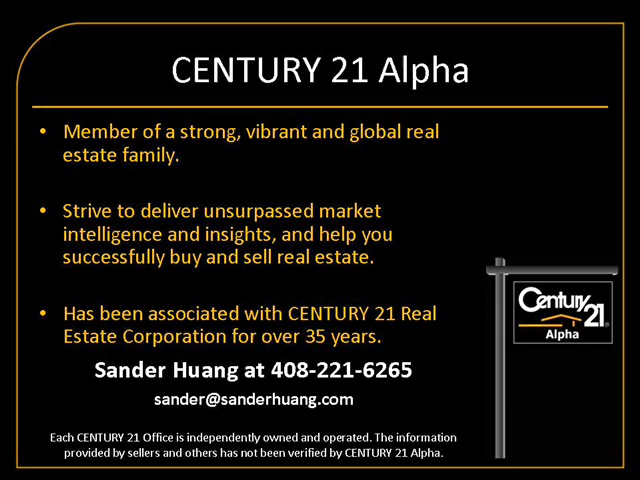 CENTURY 21 Alpha
• Member of a strong, vibrant and global real
estate family.
• Strive to deliver unsurpassed market
intelligence and insights, and help you
successfully buy and sell real estate.
• Has been associated with CENTURY 21 Real
Estate Corporation for over 35 years.
Century
21
Alpha
Sander Huang at 408-221-6265
sander@sanderhuang.com
Each CENTURY 21 Office is independently owned and operated. The information
provided by sellers and others has not been verified by CENTURY 21 Alpha.